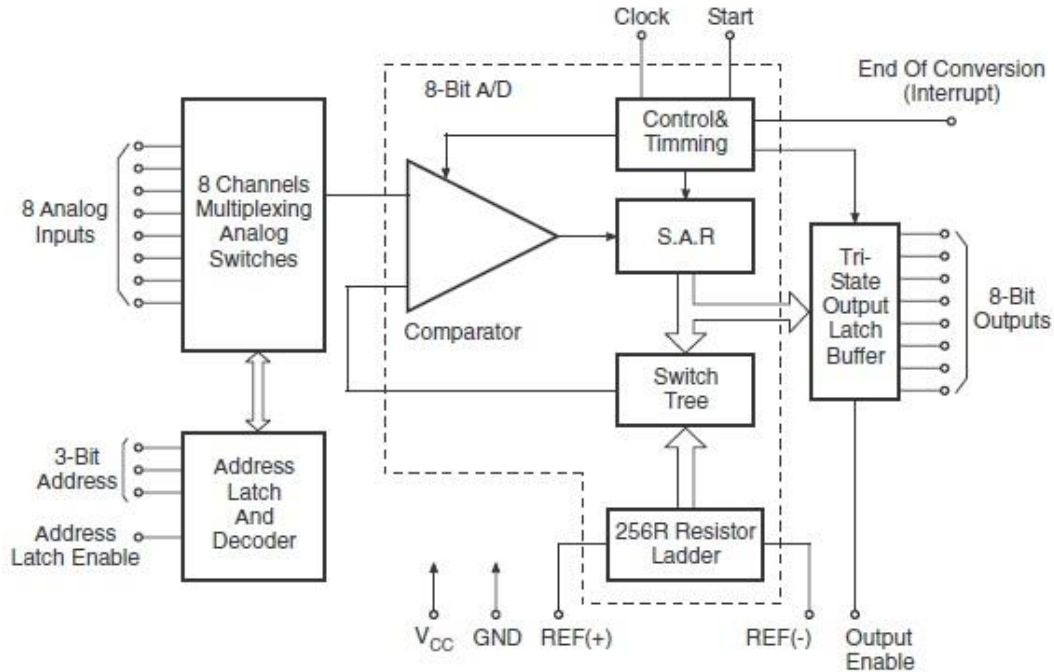 Clock
Start
End Of Conversion
(Interrupt)
8-Bit A/D
Control&
Timming
8 Analog
Inputs
8 Channels
Multiplexing
Analog
Switches
S.A.R
Comparator
Tri-
State
Output
Latch
Buffer
8-Bit
Outputs
Switch
Tree
3-Bit
Address
Address
Latch Enable
Address
Latch
And
Decoder
256R Resistor
Ladder
VCC
GND
REF(+)
REF(-)
Output
Enable